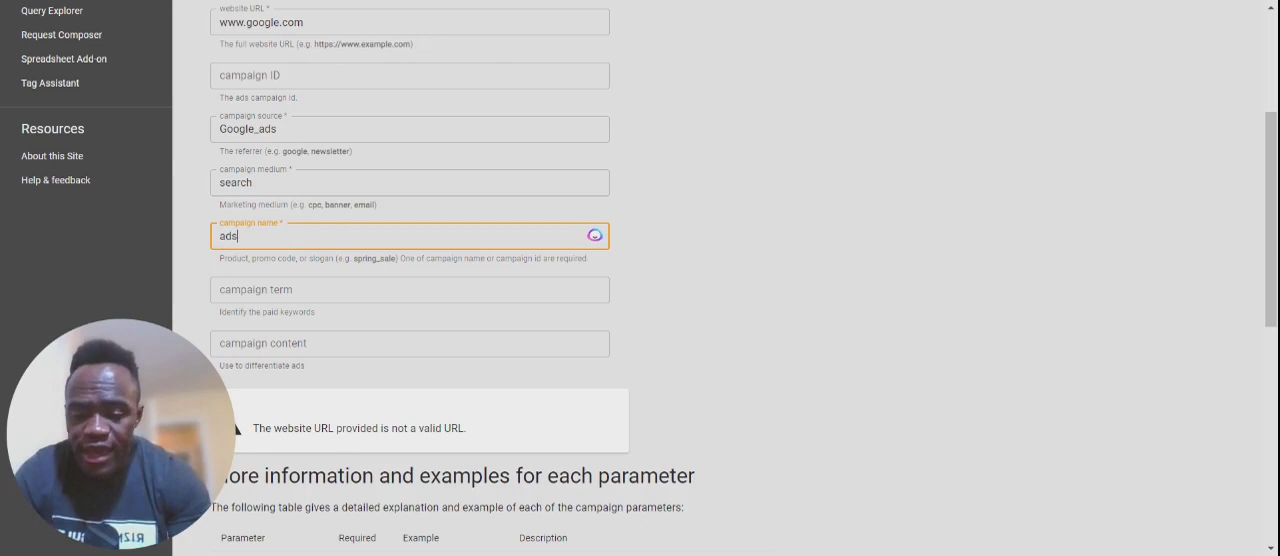 Query Explorer
Request Composer
Spreadsheet Add-on
Tag Assistant
Resources
About this Site
Help & feedback
website URL *
www.google.com
The full website URL (e.g. https://www.example.com)
campaign ID
The ads campaign id.
campaign source *
Google_ads
The referrer (e.g. google, newsletter)
campaign medium *
search
Marketing medium (e.g. cpc, banner, email)
campaign name *
ads
Product, promo code, or slogan (e.g. spring_sale) One of campaign name or campaign id are required.
campaign term
Identify the paid keywords
campaign content
Use to differentiate ads
The website URL provided is not a valid URL.
ore information and examples for each parameter
The following table gives a detailed explanation and example of each of the campaign parameters:
Parameter Required Example Description